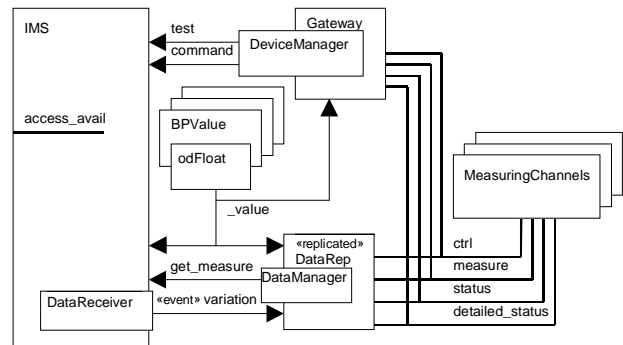 IMS
test
Gateway
DeviceManager
command
access_avail
BPValue
odFloat
MeasuringChannels
_value
«replicated»
DataRep
ctrl
get_measure
DataManager
measure
status
DataReceiver
«event» variation
detailed_status